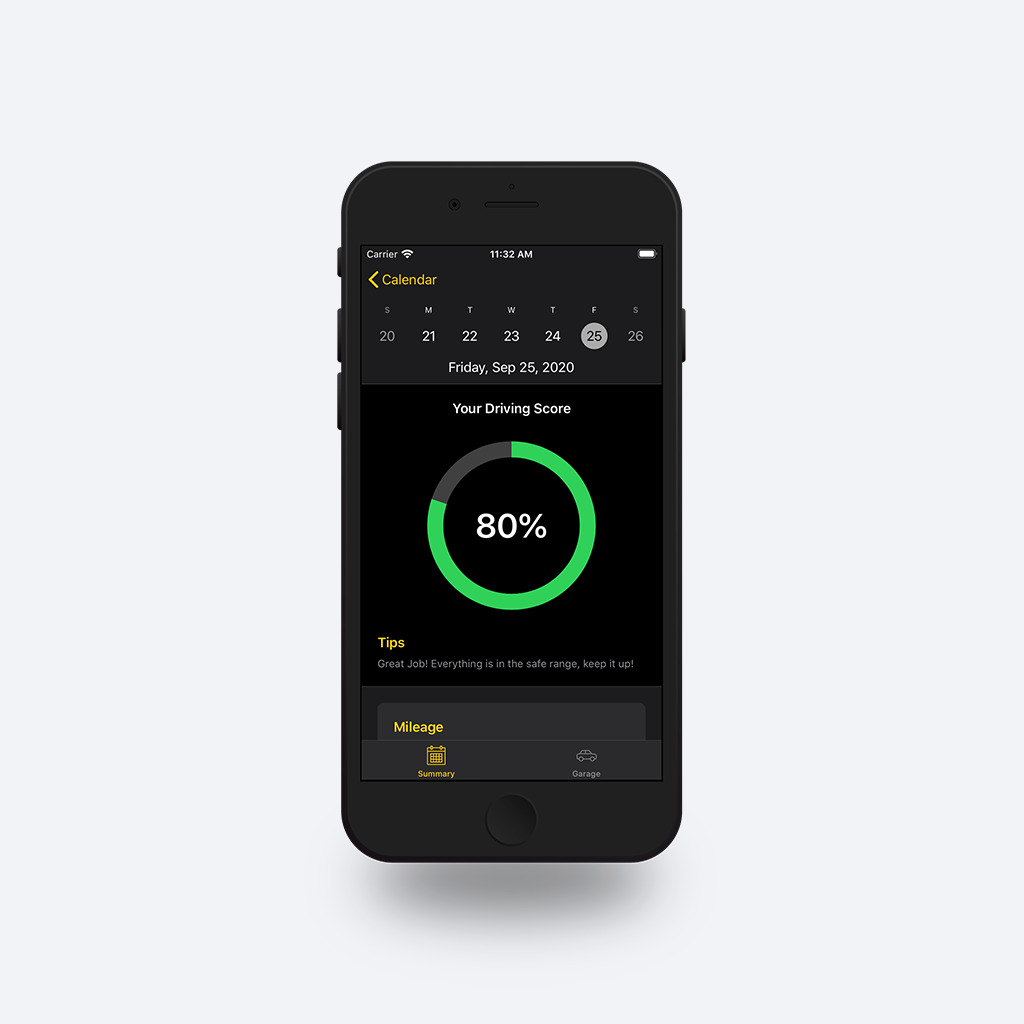 Carrier 11:32 AM
Calendar
S M T W T F S
20 21 22 23 24 25 26
Friday, Sep 25, 2020
Your Driving Score
80%
Tips
Great Job! Everything is in the safe range, keep it up!
Mileage
Summary Garage